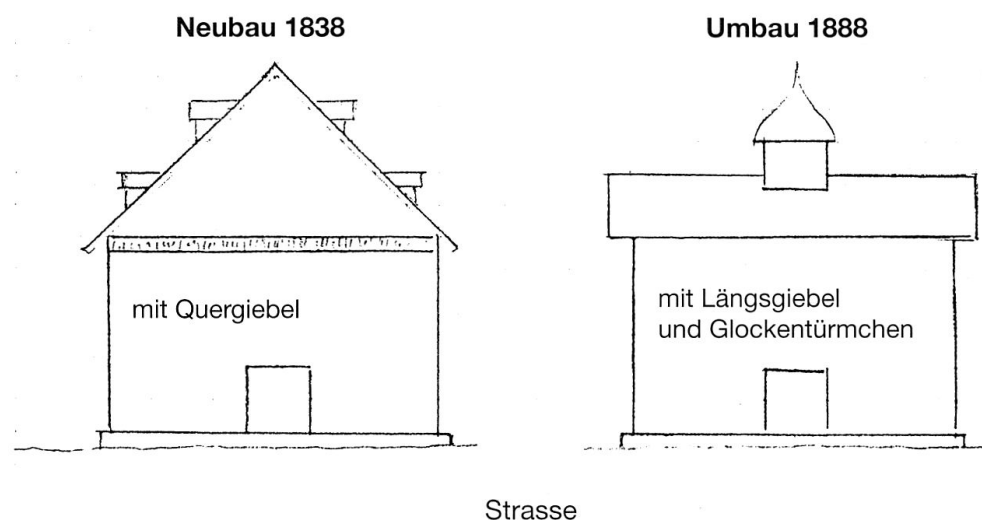 Neubau 1838
mit Quergiebel
Umbau 1888
mit Längsgiebel
und Glockentürmchen
Strasse